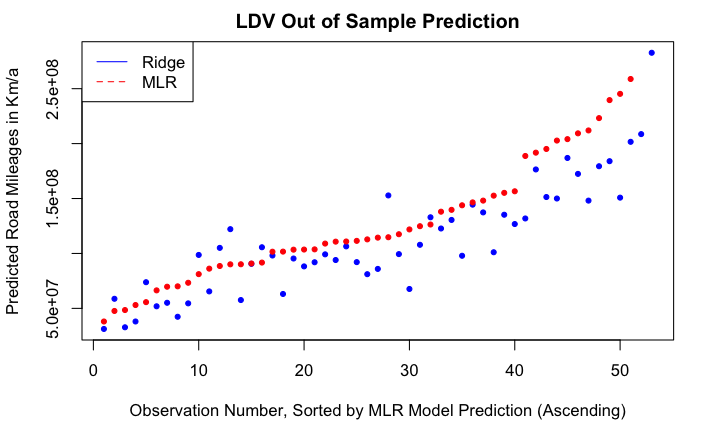 LDV Out of Sample Prediction
Ridge
MLR
Predicted Road Mileages in Km/a
2.5e+08
1.5e+08
5.0e+07
0 10 20 30 40 50
Observation Number, Sorted by MLR Model Prediction (Ascending)